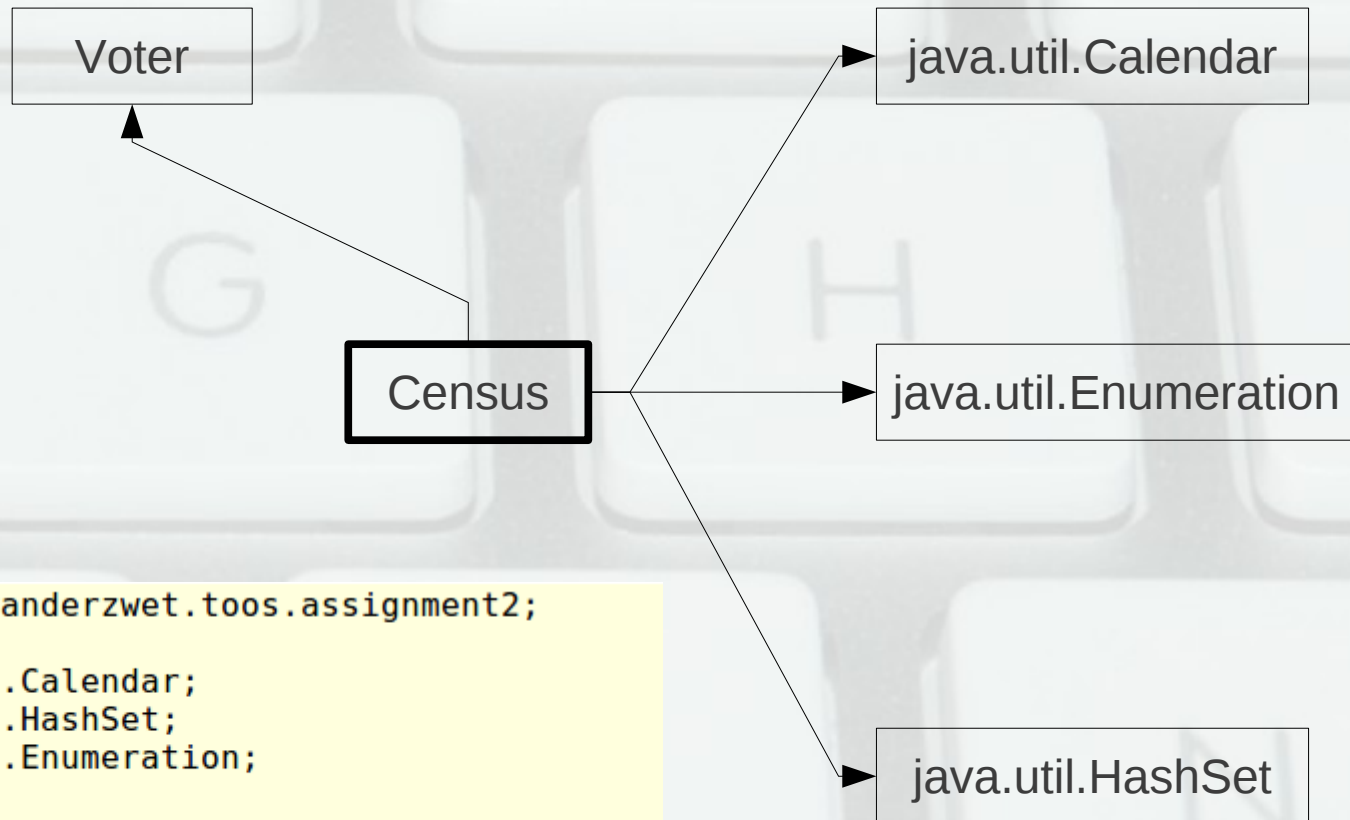 Voter
java.util.Calendar
G
H
Census
java.util.Enumeration
anderzwet.toos.assignment2;
.Calendar;
.HashSet;
.Enumeration;
java.util.HashSet
N